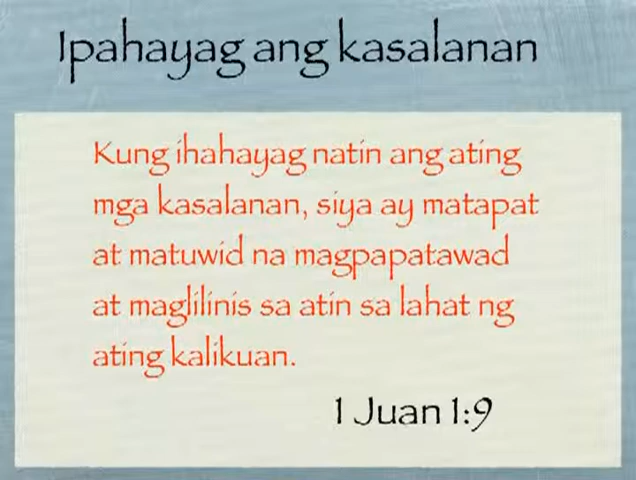 Ipahayag ang kasalanan
Kung ihahayag natin ang ating
mga kasalanan, siya ay matapat
at matuwid na magpapatawad
at maglilinis sa atin sa lahat ng
ating kalikuan.
1 Juan 1:9